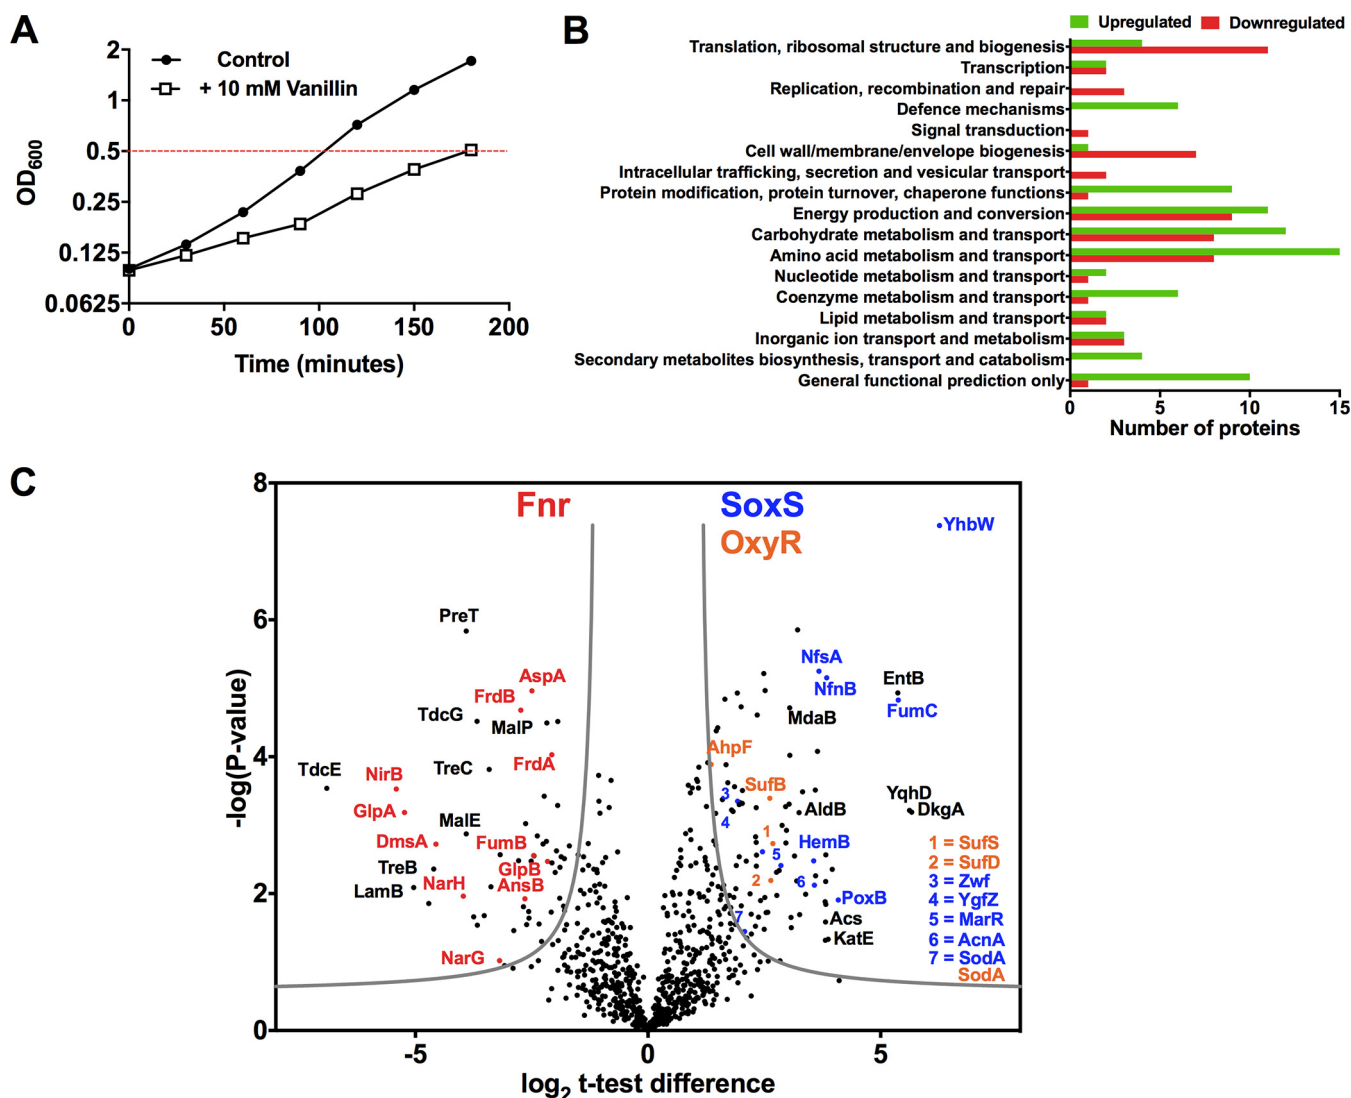 A
Control
+ 10 mM Vanillin
2
1
0.5
0.25
0.125
0.0625
OD600
0 50 100 150 200
Time (minutes)
B
Upregulated Downregulated
Translation, ribosomal structure and biogenesis
Transcription
Replication, recombination and repair
Defence mechanisms
Signal transduction
Cell wall/membrane/envelope biogenesis
Intracellular trafficking, secretion and vesicular transport
Protein modification, protein turnover, chaperone functions
Energy production and conversion
Carbohydrate metabolism and transport
Amino acid metabolism and transport
Nucleotide metabolism and transport
Coenzyme metabolism and transport
Lipid metabolism and transport
Inorganic ion transport and metabolism
Secondary metabolites biosynthesis, transport and catabolism
General functional prediction only
0 5 10 15
Number of proteins
C
8
6
4
2
0
-log(P-value)
Fnr
SoxS
OxyR
YhbW
PreT
AspA
FrdB
TdcG
MalP
FrdA
TdcE
NirB
TreC
GlpA
MalE
DmsA
FumB
TreB
GlpB
NarH
AnsB
LamB
NarG
NfsA
NfnB
EntB
FumC
MdaB
AhpF
SufB
3
4
AldB
YqhD
DkgA
1
HemB
5
2
6
PoxB
7
Acs
KatE
1 = SufS
2 = SufD
3 = Zwf
4 = YgfZ
5 = MarR
6 = AcnA
7 = SodA
SodA
-5 0 5
log2 t-test difference